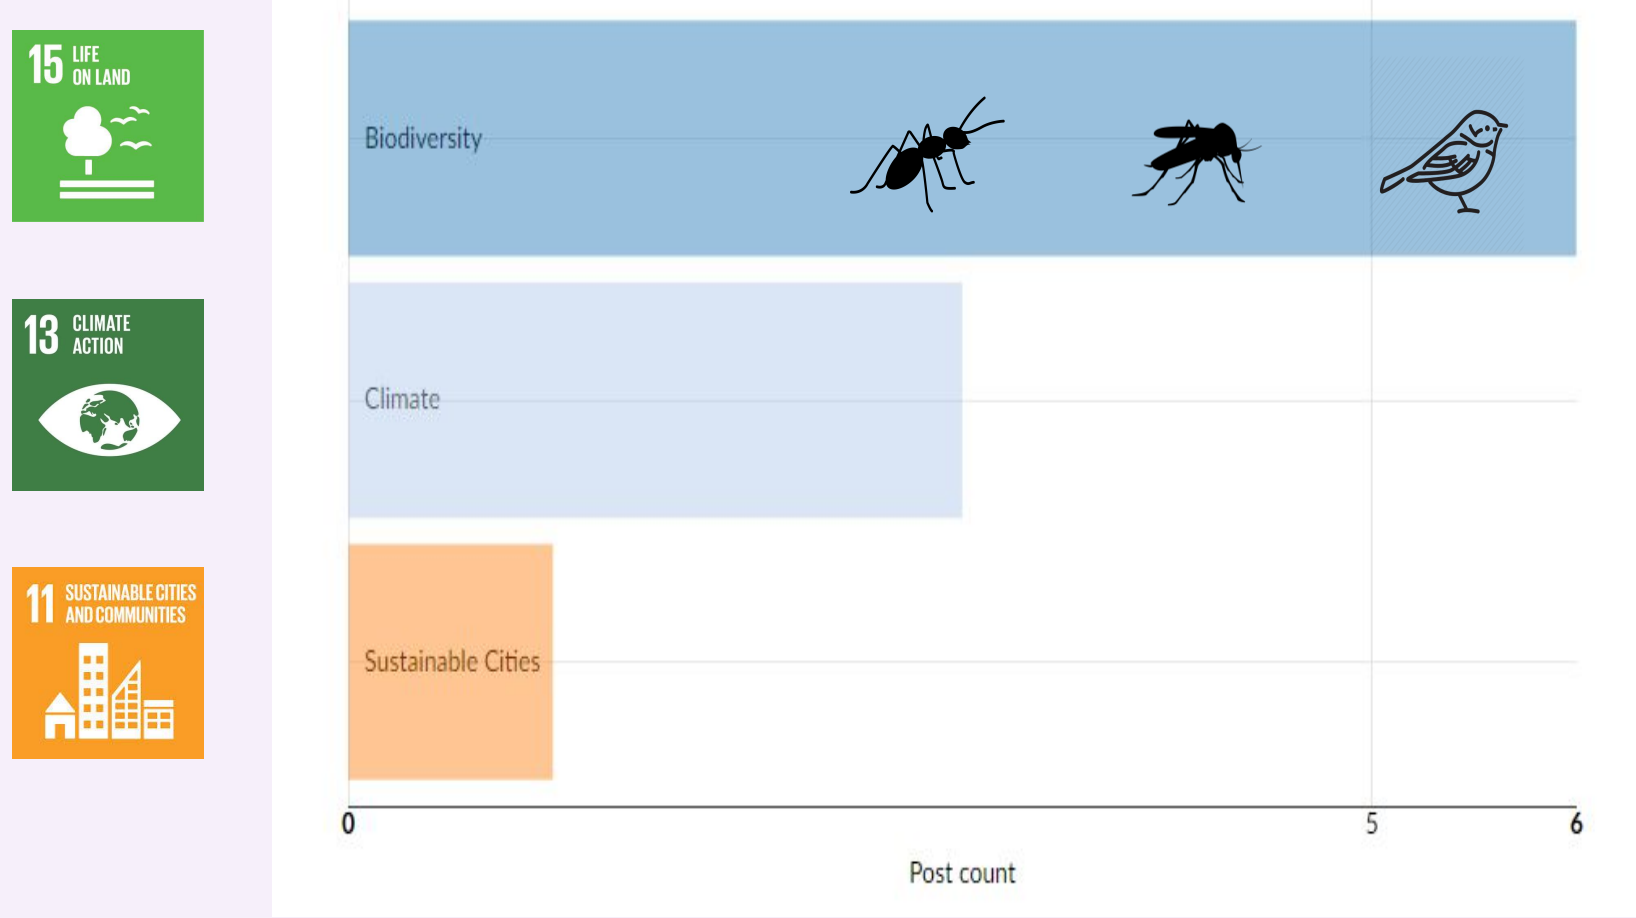 15 LIFE
ON LAND
Biodiversity
13 CLIMATE
ACTION
Climate
11 SUSTAINABLE CITIES
AND COMMUNITIES
Sustainable Cities
0 5 6
Post count